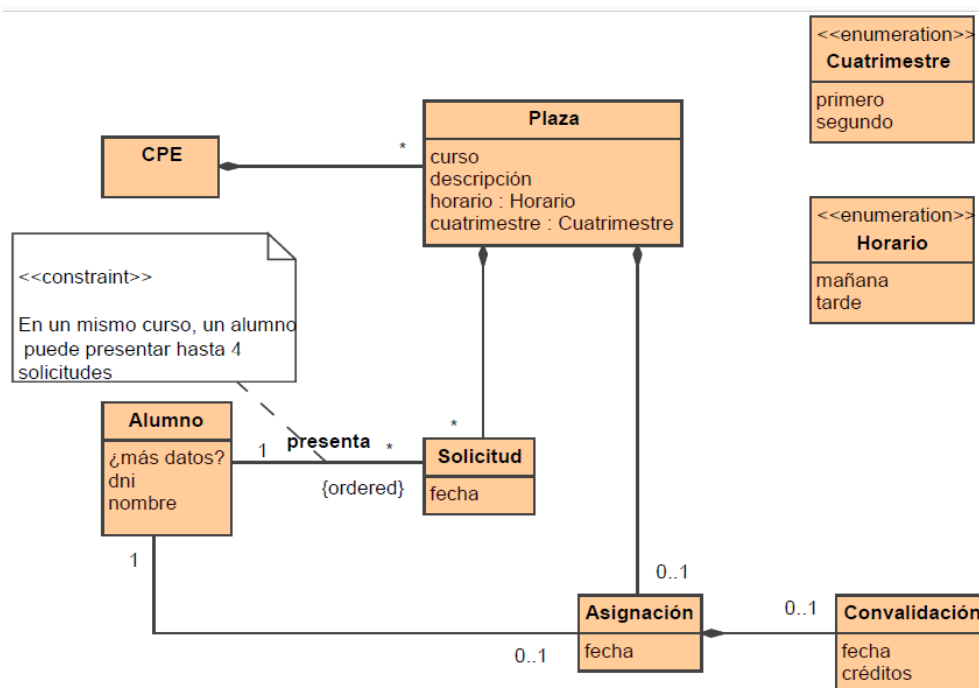 <<enumeration>>
Cuatrimestre
primero
segundo
Plaza
curso
descripción
horario : Horario
cuatrimestre : Cuatrimestre
CPE
*
<<enumeration>>
Horario
mañana
tarde
<<constraint>>
En un mismo curso, un alumno
puede presentar hasta 4
solicitudes
Alumno
¿más datos?
dni
nombre
1
presenta
*
{ordered}
*
Solicitud
fecha
1
0..1
0..1
Asignación
fecha
0..1
Convalidación
fecha
créditos